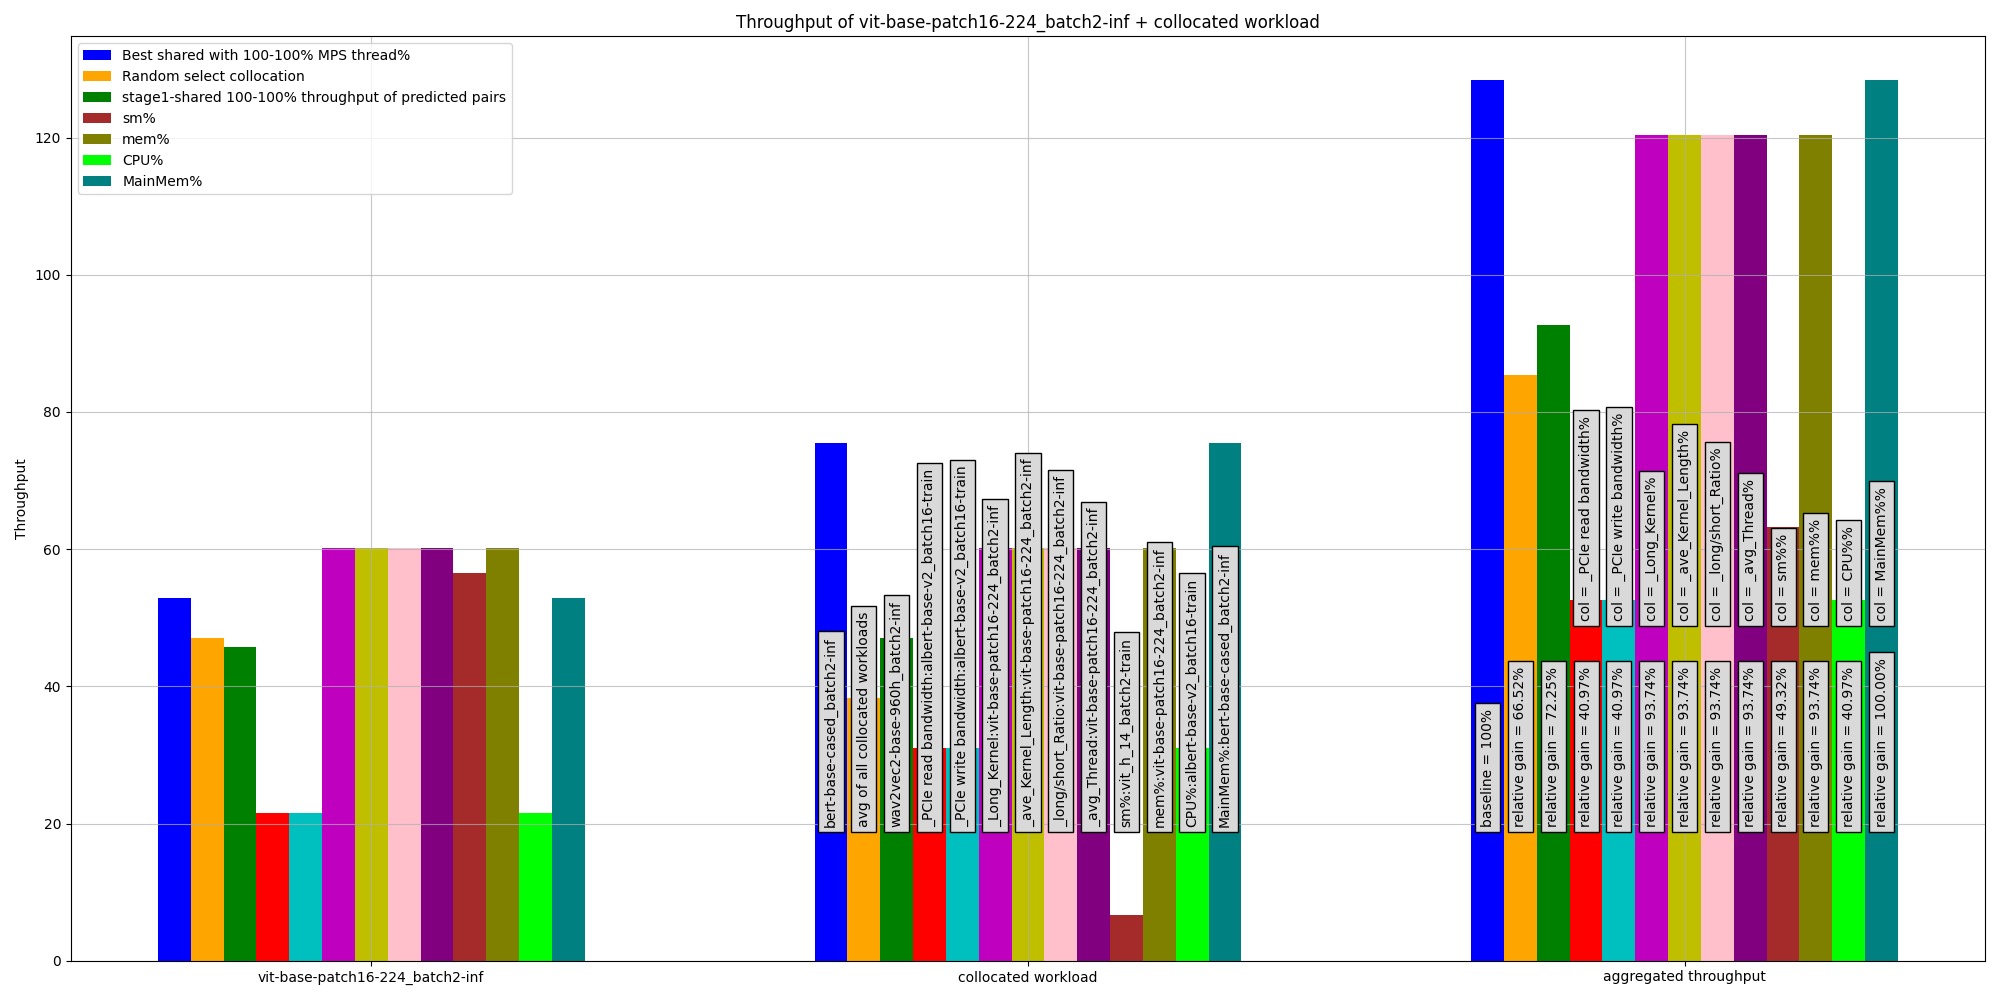 Throughput of vit-base-patch16-224_batch2-inf + collocated workload
Best shared with 100-100% MPS thread%
Random select collocation
stage1-shared 100-100% throughput of predicted pairs
sm%
mem%
CPU%
MainMem%
Throughput
120
100
80
60
40
20
0
bert-base-cased_batch2-inf
avg of all collocated workloads
wav2vec2-base-960h_batch2-inf
_PCIe read bandwidth:albert-base-v2_batch16-train
_PCIe write bandwidth:albert-base-v2_batch16-train
_Long_Kernel:vit-base-patch16-224_batch2-inf
_ave_Kernel_Length:vit-base-patch16-224_batch2-inf
_long/short_Ratio:vit-base-patch16-224_batch2-inf
_avg_Thread:vit-base-patch16-224_batch2-inf
sm%:vit_h_14_batch2-train
mem%:vit-base-patch16-224_batch2-inf
CPU%:albert-base-v2_batch16-train
MainMem%:bert-base-cased_batch2-inf
col = _PCIe read bandwidth%
col = _PCIe write bandwidth%
col = _Long_Kernel%
col = _ave_Kernel_Length%
col = _long/short_Ratio%
col = _avg_Thread%
col = sm%%
col = mem%%
col = CPU%%
col = MainMem%%
baseline = 100%
relative gain = 66.52%
relative gain = 72.25%
relative gain = 40.97%
relative gain = 40.97%
relative gain = 93.74%
relative gain = 93.74%
relative gain = 93.74%
relative gain = 93.74%
relative gain = 49.32%
relative gain = 93.74%
relative gain = 40.97%
relative gain = 100.00%
vit-base-patch16-224_batch2-inf
collocated workload
aggregated throughput